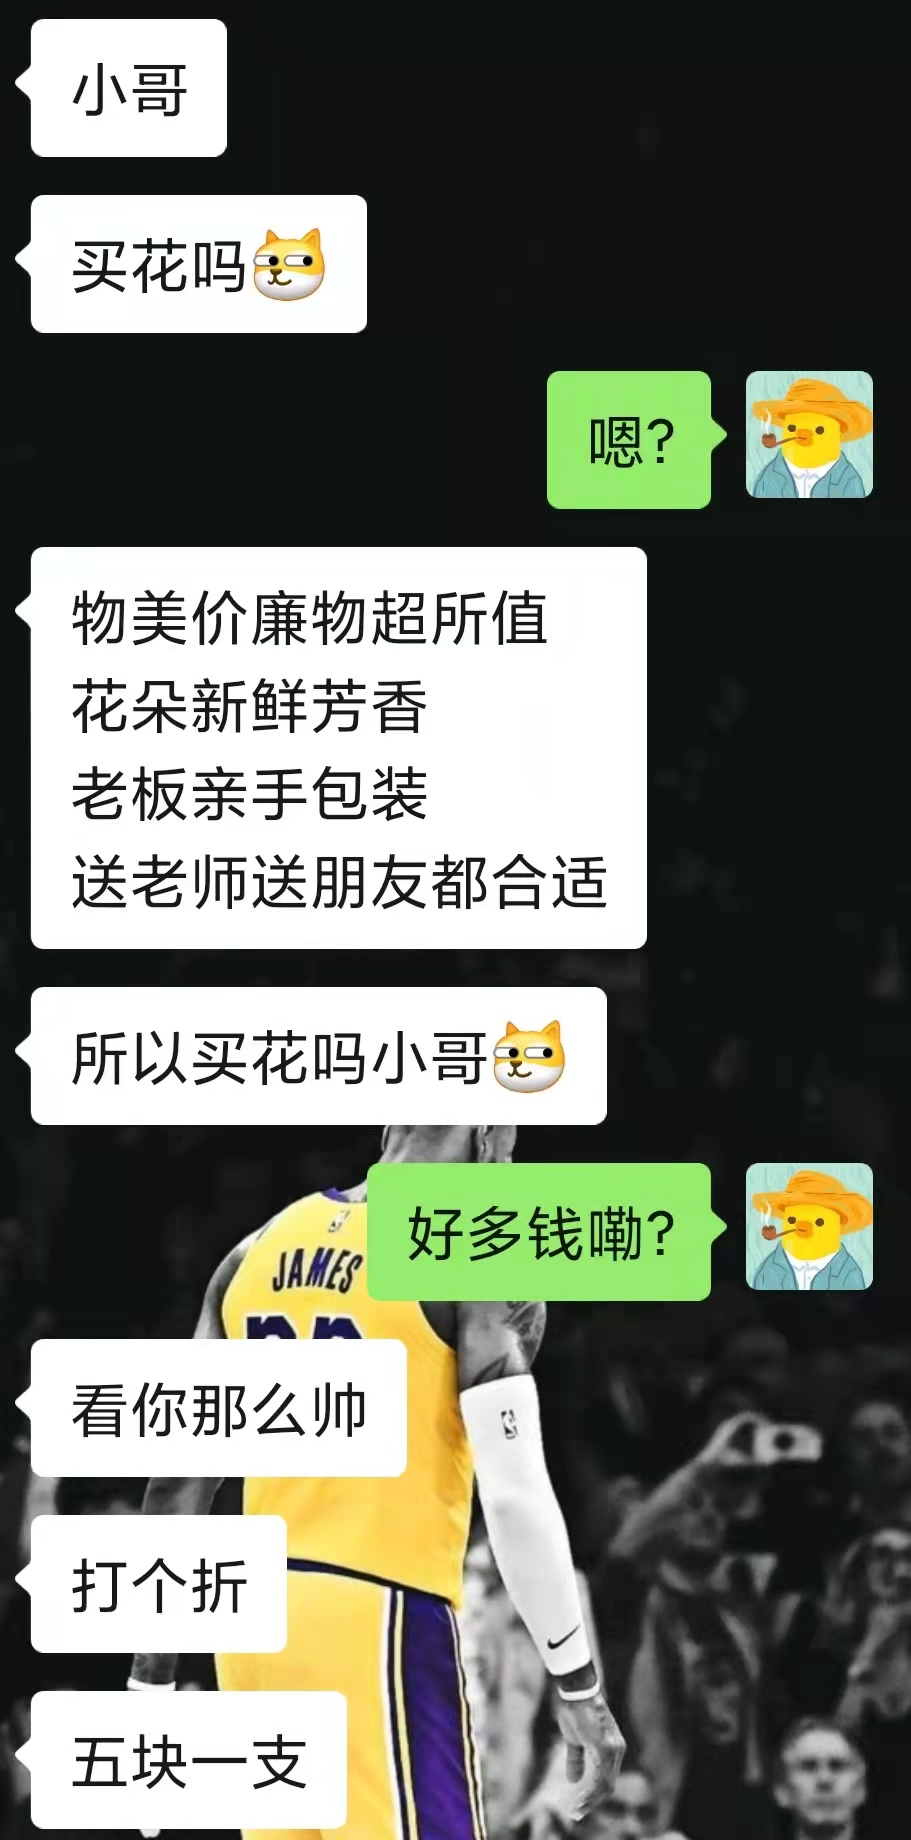 小哥
买花吗
嗯？
物美价廉物超所值
花朵新鲜芳香
老板亲手包装
送老师送朋友都合适
所以买花吗小哥
好多钱嘞？
JAMES
看你那么帅
打个折
五块一支